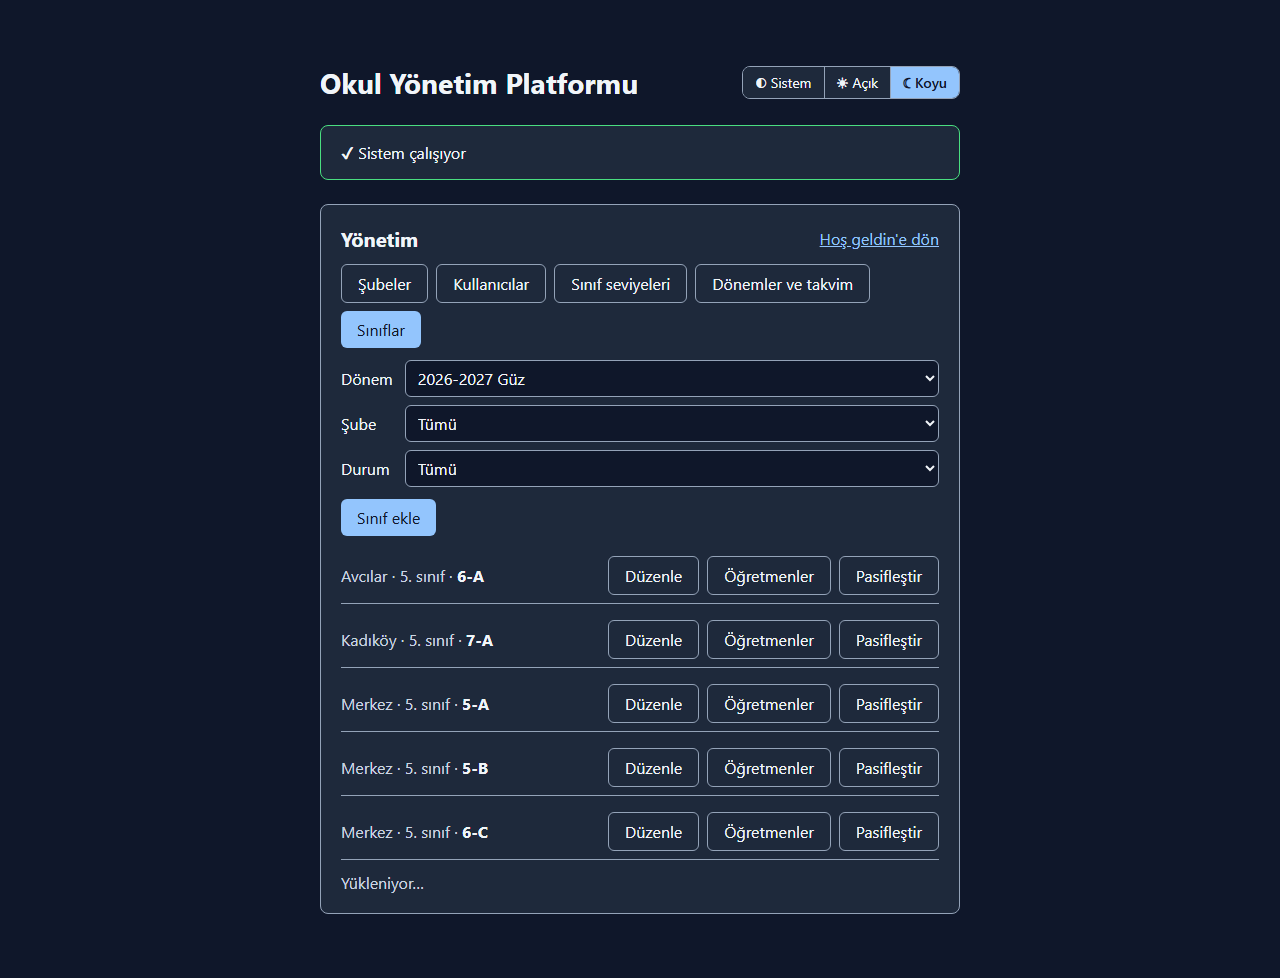 Okul Yönetim Platformu
◐ Sistem ☀ Açık ☾ Koyu
✓ Sistem çalışıyor
Yönetim Hoş geldin'e dön
Şubeler Kullanıcılar Sınıf seviyeleri Dönemler ve takvim
Sınıflar
Dönem 2026-2027 Güz
Şube Tümü
Durum Tümü
Sınıf ekle
Avcılar · 5. sınıf · 6-A Düzenle Öğretmenler Pasifleştir
Kadıköy · 5. sınıf · 7-A Düzenle Öğretmenler Pasifleştir
Merkez · 5. sınıf · 5-A Düzenle Öğretmenler Pasifleştir
Merkez · 5. sınıf · 5-B Düzenle Öğretmenler Pasifleştir
Merkez · 5. sınıf · 6-C Düzenle Öğretmenler Pasifleştir
Yükleniyor...